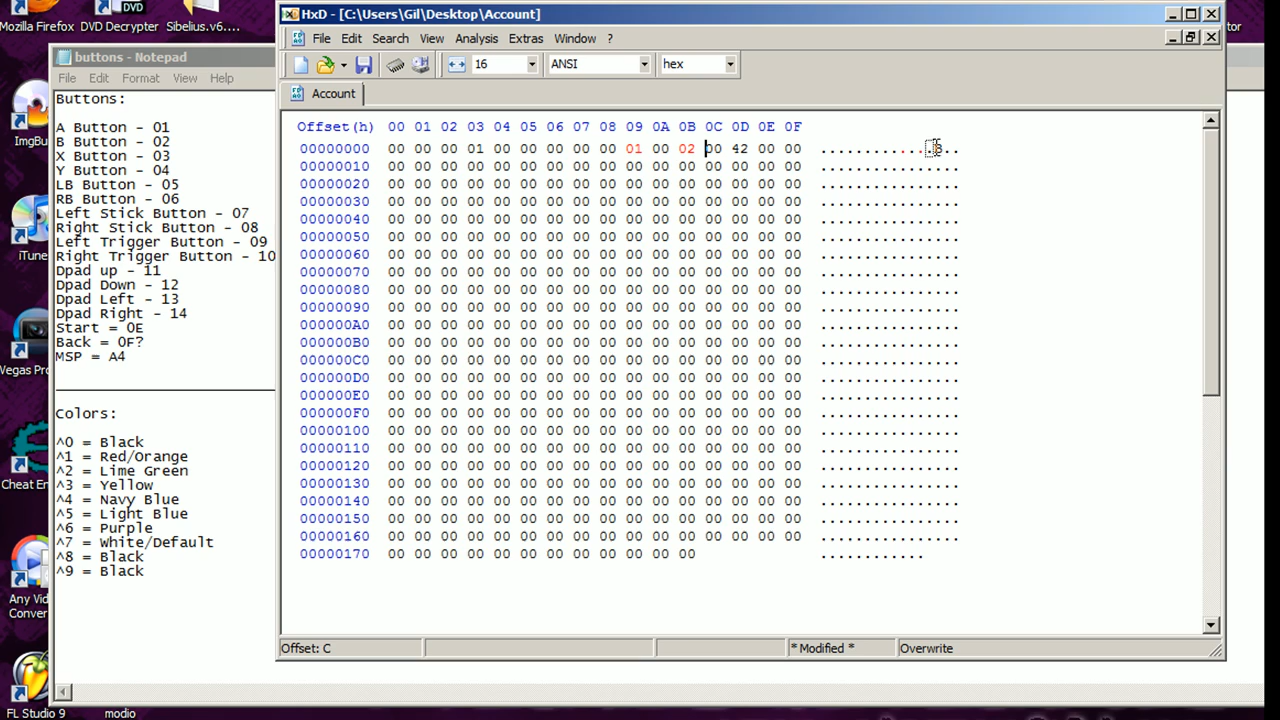 Mozilla Firefox
DVD Decrypter
DVD
Sibelius.v6....
HxD - [C:\Users\Gil\Desktop\Account]
File Edit Search View Analysis Extras Window ?
16 ANSI hex
Account
Offset(h) 00 01 02 03 04 05 06 07 08 09 0A 0B 0C 0D 0E 0F
00000000 00 00 00 01 00 00 00 00 00 01 00 02 00 42 00 00
00000010 00 00 00 00 00 00 00 00 00 00 00 00 00 00 00 00 ................
00000020 00 00 00 00 00 00 00 00 00 00 00 00 00 00 00 00 ................
00000030 00 00 00 00 00 00 00 00 00 00 00 00 00 00 00 00 ................
00000040 00 00 00 00 00 00 00 00 00 00 00 00 00 00 00 00 ................
00000050 00 00 00 00 00 00 00 00 00 00 00 00 00 00 00 00 ................
00000060 00 00 00 00 00 00 00 00 00 00 00 00 00 00 00 00 ................
00000070 00 00 00 00 00 00 00 00 00 00 00 00 00 00 00 00 ................
00000080 00 00 00 00 00 00 00 00 00 00 00 00 00 00 00 00 ................
00000090 00 00 00 00 00 00 00 00 00 00 00 00 00 00 00 00 ................
000000A0 00 00 00 00 00 00 00 00 00 00 00 00 00 00 00 00 ................
000000B0 00 00 00 00 00 00 00 00 00 00 00 00 00 00 00 00 ................
000000C0 00 00 00 00 00 00 00 00 00 00 00 00 00 00 00 00 ................
000000D0 00 00 00 00 00 00 00 00 00 00 00 00 00 00 00 00 ................
000000E0 00 00 00 00 00 00 00 00 00 00 00 00 00 00 00 00 ................
000000F0 00 00 00 00 00 00 00 00 00 00 00 00 00 00 00 00 ................
00000100 00 00 00 00 00 00 00 00 00 00 00 00 00 00 00 00 ................
00000110 00 00 00 00 00 00 00 00 00 00 00 00 00 00 00 00 ................
00000120 00 00 00 00 00 00 00 00 00 00 00 00 00 00 00 00 ................
00000130 00 00 00 00 00 00 00 00 00 00 00 00 00 00 00 00 ................
00000140 00 00 00 00 00 00 00 00 00 00 00 00 00 00 00 00 ................
00000150 00 00 00 00 00 00 00 00 00 00 00 00 00 00 00 00 ................
00000160 00 00 00 00 00 00 00 00 00 00 00 00 00 00 00 00 ................
00000170 00 00 00 00 00 00 00 00 00 00 00 00 ............
Offset: C
* Modified *
Overwrite
buttons - Notepad
File Edit Format View Help
Buttons:
A Button - 01
B Button - 02
X Button - 03
Y Button - 04
LB Button - 05
RB Button - 06
Left Stick Button - 07
Right Stick Button - 08
Left Trigger Button - 09
Right Trigger Button - 10
Dpad up - 11
Dpad Down - 12
Dpad Left - 13
Dpad Right - 14
Start = 0E
Back = 0F?
MSP = A4
Colors:
^0 = Black
^1 = Red/Orange
^2 = Lime Green
^3 = Yellow
^4 = Navy Blue
^5 = Light Blue
^6 = Purple
^7 = White/Default
^8 = Black
^9 = Black
ImgBu
iTune
Vegas Pro
Cheat En
Any Vid
Conver
FL Studio 9
modio
tor